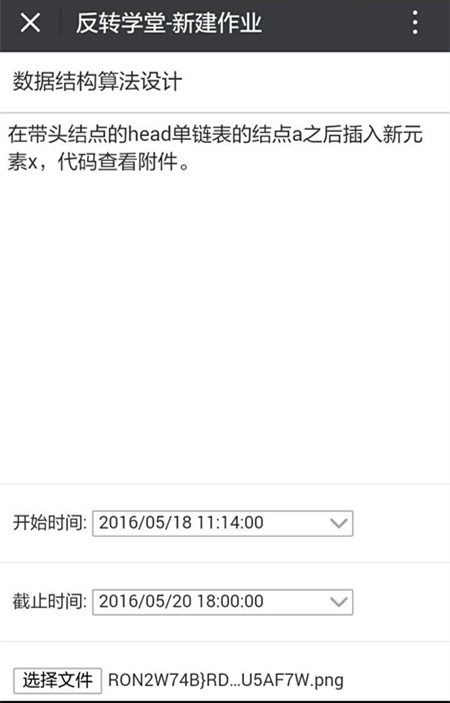 反转学堂-新建作业
数据结构算法设计
在带头结点的head单链表的结点a之后插入新元
素x，代码查看附件。
开始时间: 2016/05/18 11:14:00
截止时间: 2016/05/20 18:00:00
选择文件 RON2W74B}RD...U5AF7W.png